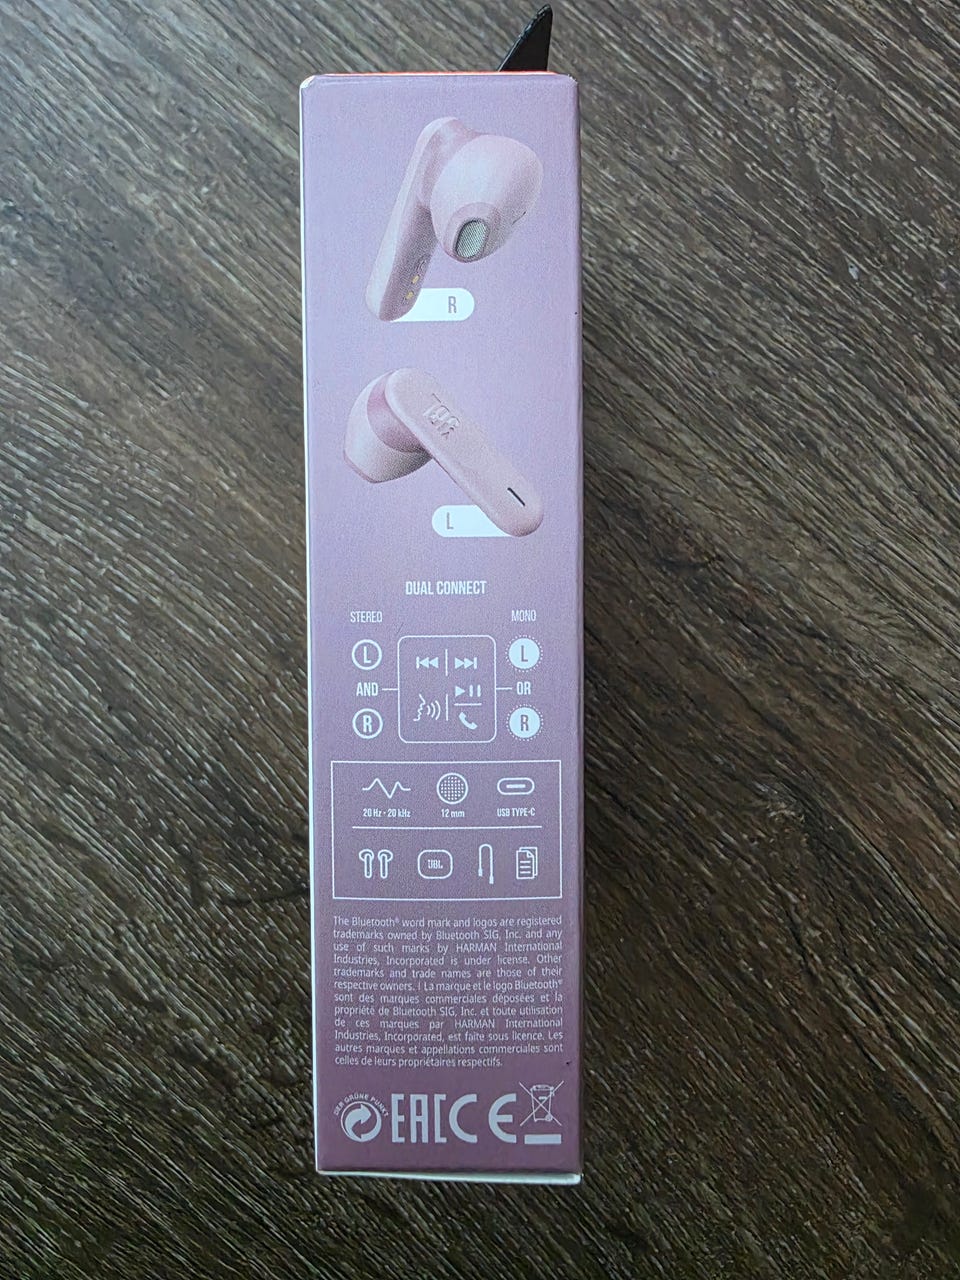 R
JBL
L
DUAL CONNECT
STEREO
MONO
L
L
AND
OR
R
R
20 Hz - 20 kHz
12 mm
USB TYPE-C
JBL
The Bluetooth® word mark and logos are registered
trademarks owned by Bluetooth SIG, Inc. and any
use of such marks by HARMAN International
Industries, Incorporated is under license. Other
trademarks and trade names are those of their
respective owners. | La marque et le logo Bluetooth®
sont des marques commerciales déposées et la
propriété de Bluetooth SIG, Inc. et toute utilisation
de ces marques par HARMAN International
Industries, Incorporated, est faite sous licence. Les
autres marques et appellations commerciales sont
celles de leurs propriétaires respectifs.
DER GRÜNE PUNKT
EAC CE